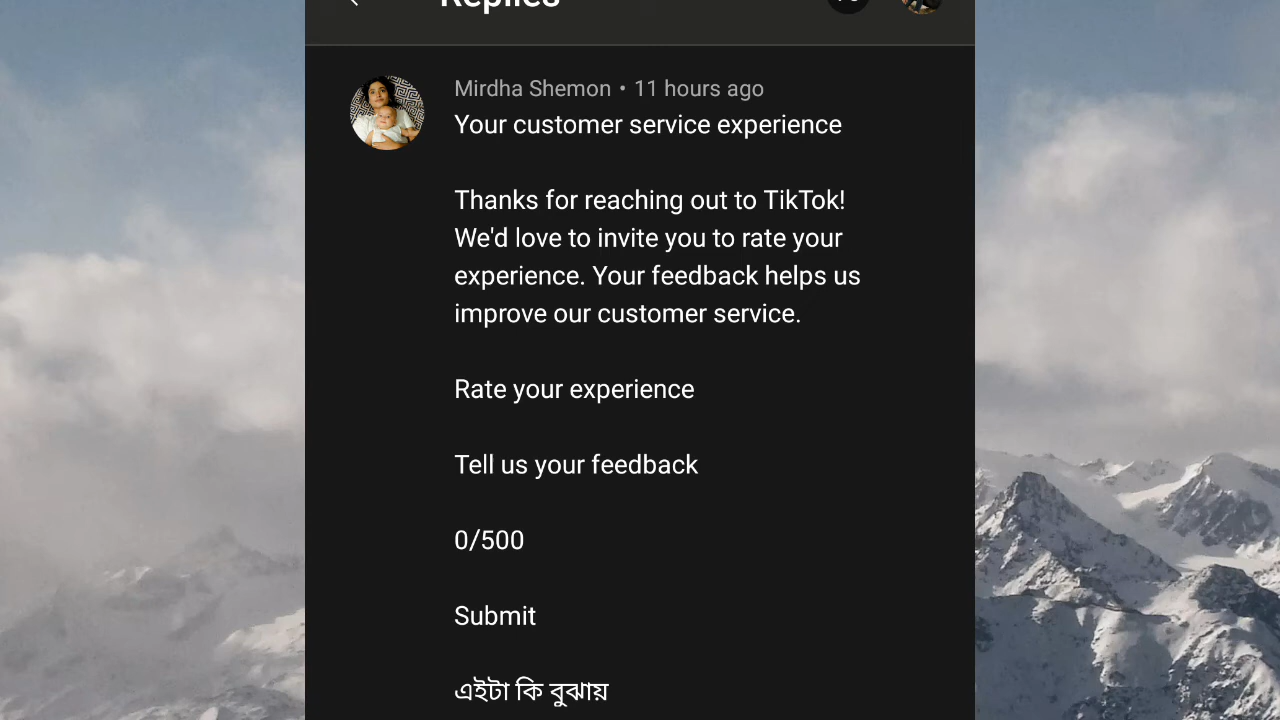 Replies
Mirdha Shemon • 11 hours ago
Your customer service experience
Thanks for reaching out to TikTok!
We'd love to invite you to rate your
experience. Your feedback helps us
improve our customer service.
Rate your experience
Tell us your feedback
0/500
Submit
এইটা কি বুঝায়